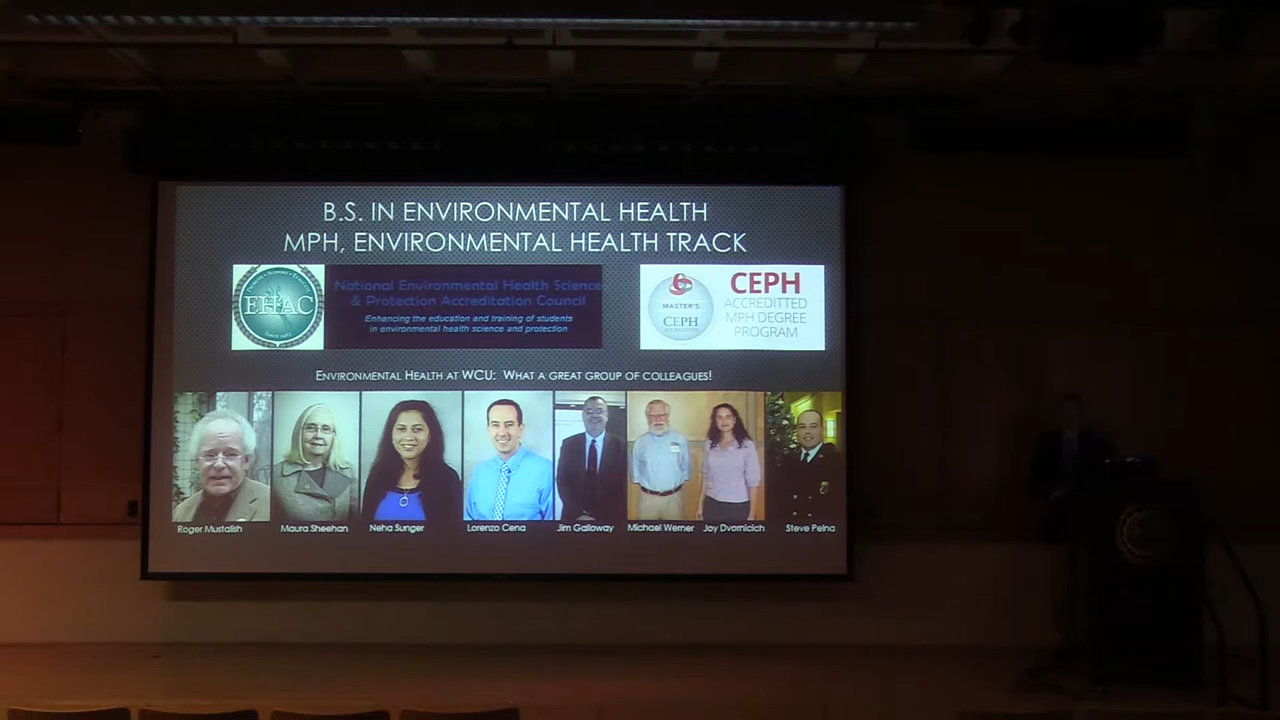 B.S. IN ENVIRONMENTAL HEALTH
MPH, ENVIRONMENTAL HEALTH TRACK
EHAC
National Environmental Health Science
& Protection Accreditation Council
Enhancing the education and training of students
in environmental health science and protection
MASTER'S
CEPH
ACCREDITED
CEPH
ACCREDITTED
MPH DEGREE
PROGRAM
ENVIRONMENTAL HEALTH AT WCU: WHAT A GREAT GROUP OF COLLEAGUES!
Roger Mustalish Maura Sheehan Neha Sunger Lorenzo Cena Jim Galloway Michael Werner Joy Dvornicich Steve Pelna